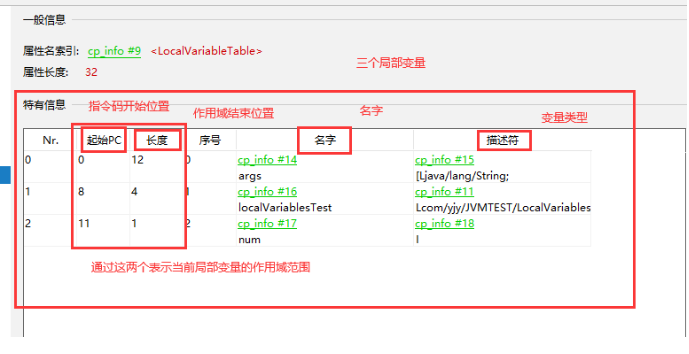 一般信息
属性名索引: cp_info #9 <LocalVariableTable>
三个局部变量
属性长度: 32
特有信息
指令码开始位置 作用域结束位置 名字 变量类型
Nr. 起始PC 长度 序号 名字 描述符
0 0 12 0 cp_info #14 cp_info #15
args [Ljava/lang/String;
1 8 4 1 cp_info #16 cp_info #11
localVariablesTest Lcom/yjy/JVMTEST/LocalVariables
2 11 1 2 cp_info #17 cp_info #18
num I
通过这两个表示当前局部变量的作用域范围